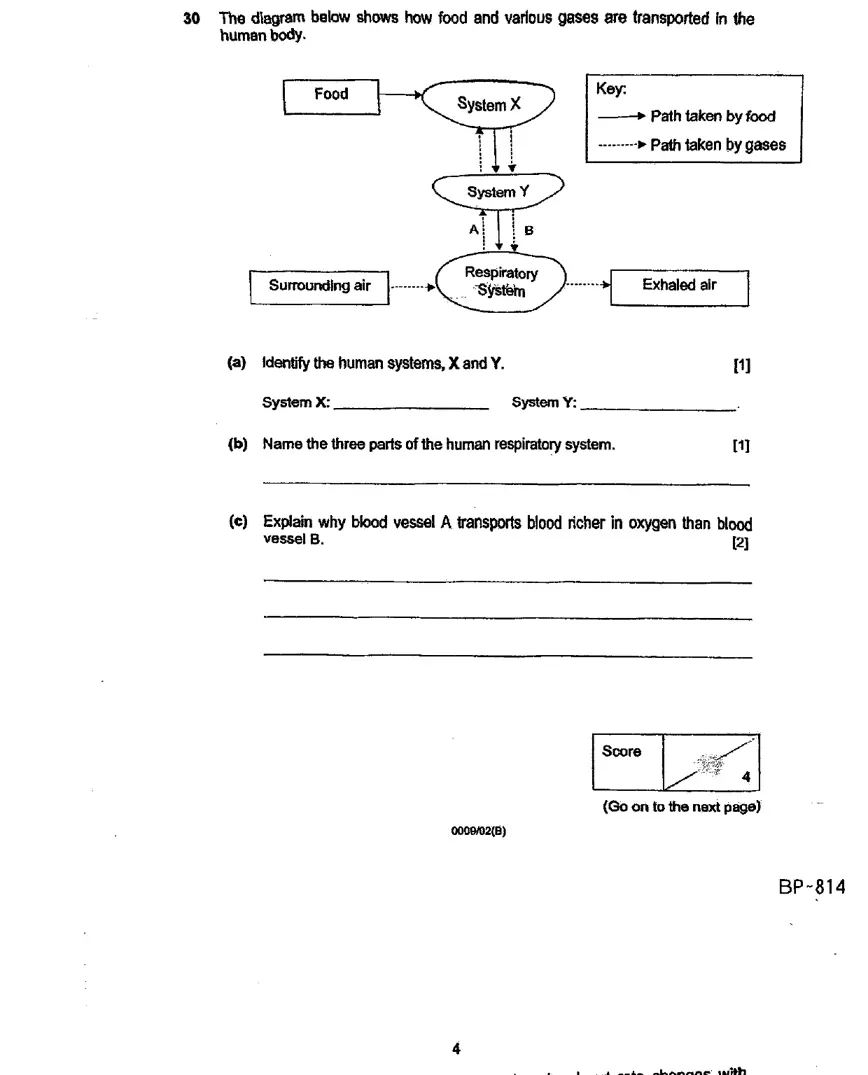 30 The diagram below shows how food and various gases are transported in the
human body.
Food
System X
Key:
Path taken by food
Path taken by gases
System Y
A B
Surrounding air
Respiratory
System
Exhaled air
(a) Identify the human systems, X and Y. [1]
System X: ________________ System Y: ________________.
(b) Name the three parts of the human respiratory system. [1]
(c) Explain why blood vessel A transports blood richer in oxygen than blood
vessel B. [2]
Score
4
(Go on to the next page)
0009/02(B)
BP-814
4
changes with